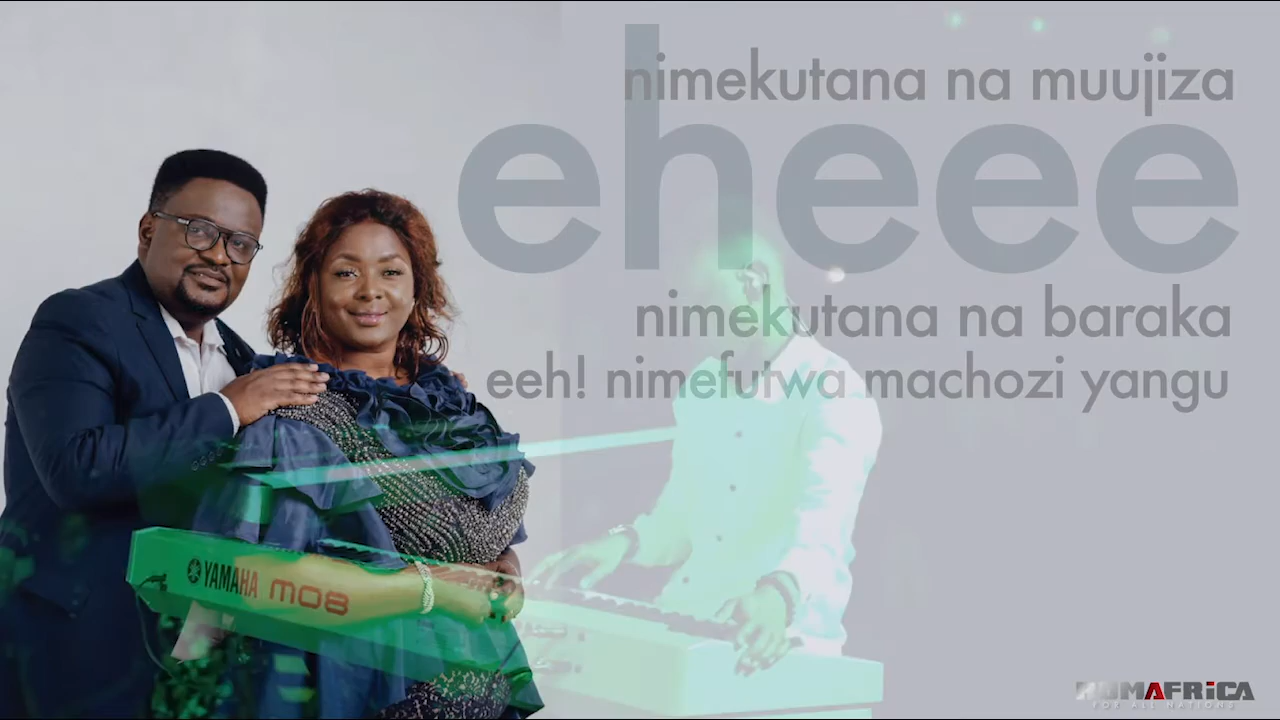 nimekutana na muujiza
eheee
nimekutana na baraka
eeh! nimefutwa machozi yangu
YAMAHA MO8
RUMAFRiCA
FOR ALL NATIONS